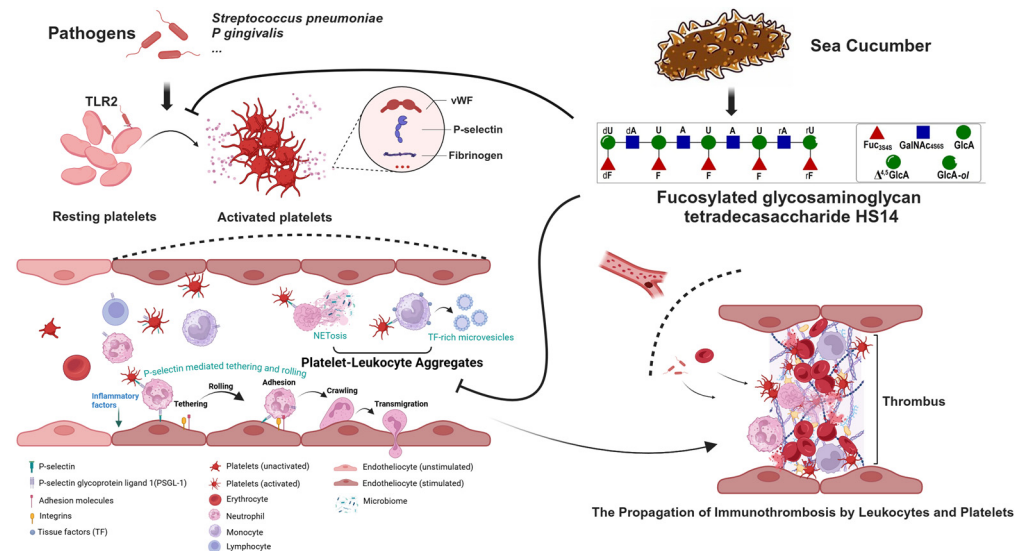 Pathogens
Streptococcus pneumoniae
P gingivalis
...
TLR2
vWF
P-selectin
Fibrinogen
Resting platelets
Activated platelets
Sea Cucumber
dU dA U A U A U rA rU
dF F F F rF
Fuc3S4S GalNAc4S6S GlcA
Δ4,5GlcA GlcA-ol
Fucosylated glycosaminoglycan
tetradecasaccharide HS14
NETosis
TF-rich microvesicles
Platelet-Leukocyte Aggregates
P-selectin mediated tethering and rolling
Inflammatory
factors
Tethering
Rolling
Adhesion
Crawling
Transmigration
Thrombus
P-selectin
P-selectin glycoprotein ligand 1(PSGL-1)
Adhesion molecules
Integrins
Tissue factors (TF)
Platelets (unactivated)
Platelets (activated)
Erythrocyte
Neutrophil
Monocyte
Lymphocyte
Endotheliocyte (unstimulated)
Endotheliocyte (stimulated)
Microbiome
The Propagation of Immunothrombosis by Leukocytes and Platelets